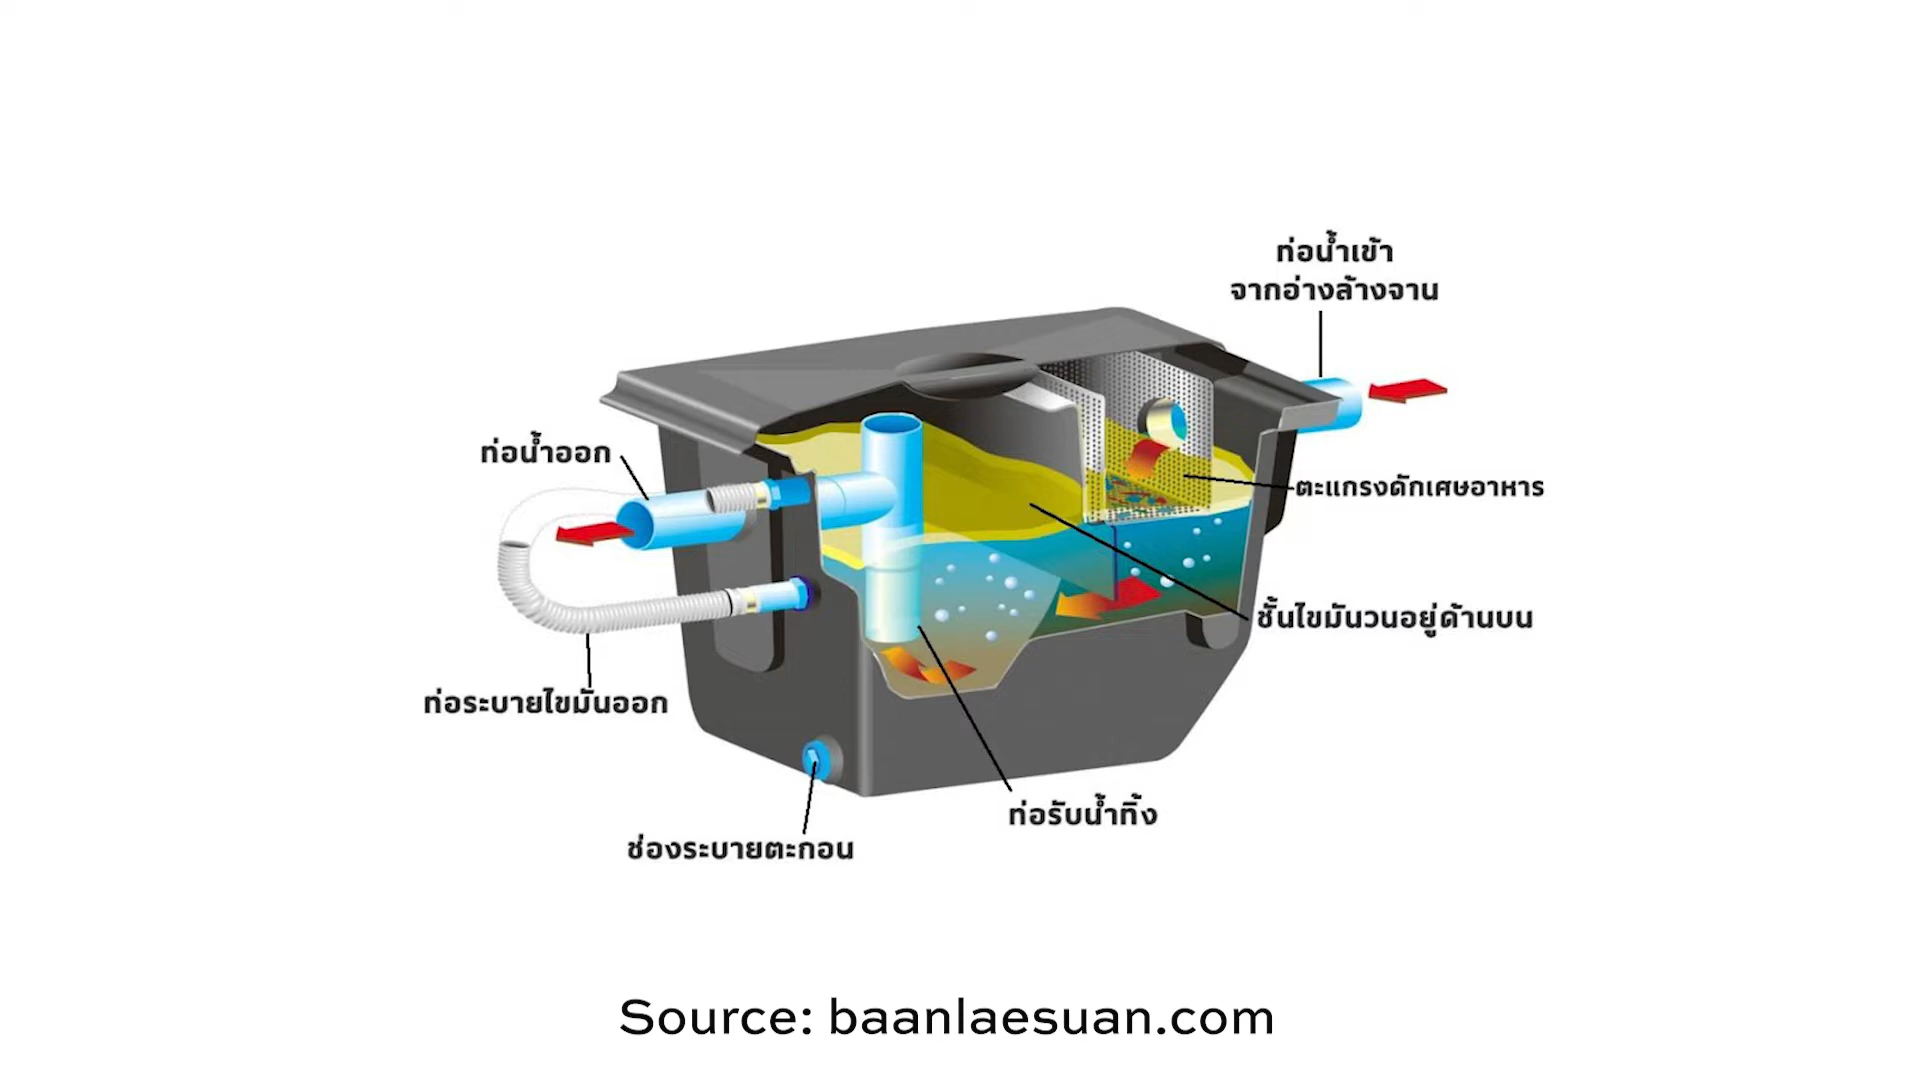 ท่อน้ำเข้า
จากอ่างล้างจาน
ท่อน้ำออก
ตะแกรงดักเศษอาหาร
ชั้นไขมันวนอยู่ด้านบน
ท่อระบายไขมันออก
ท่อรับน้ำทิ้ง
ช่องระบายตะกอน
Source: baanlaesuan.com